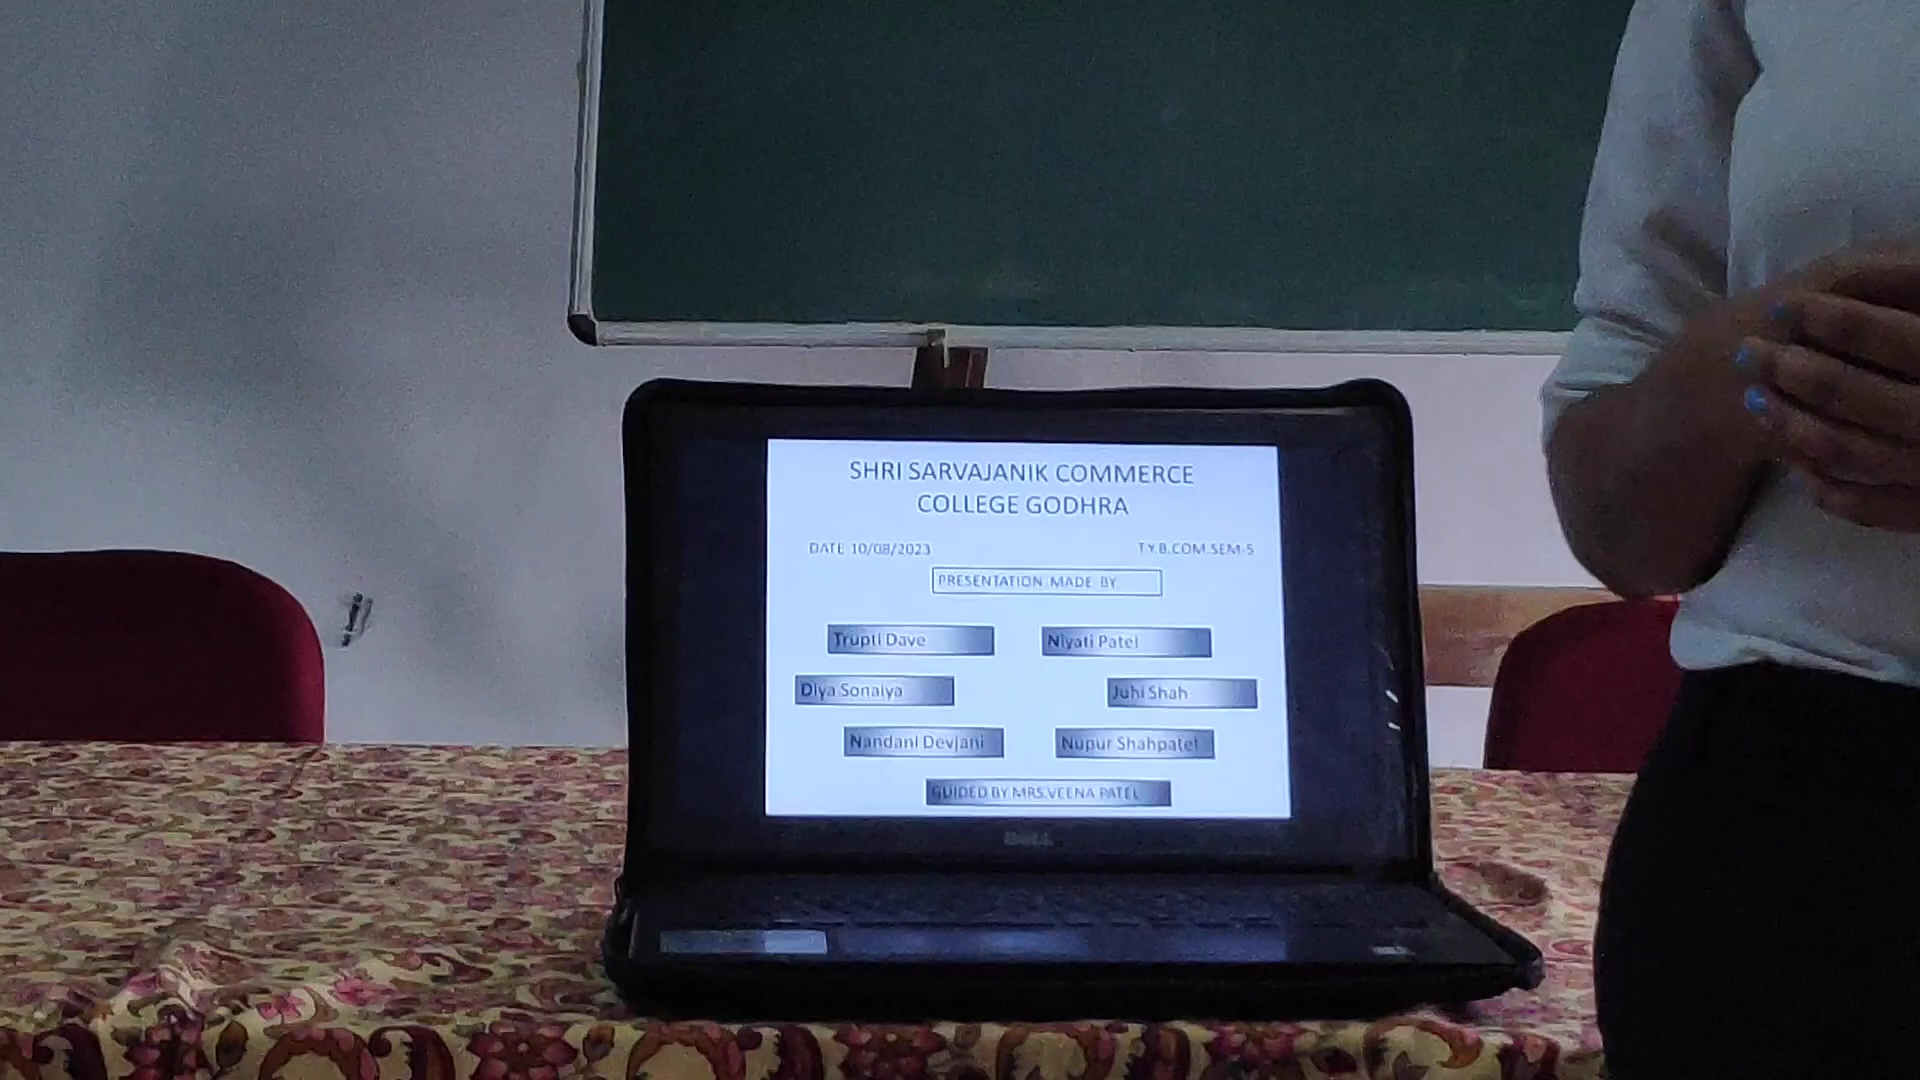 SHRI SARVAJANIK COMMERCE
COLLEGE GODHRA
DATE 10/08/2023 T.Y.B.COM.SEM-5
PRESENTATION MADE BY
Trupti Dave Niyati Patel
Diya Sonaiya Juhi Shah
Nandani Devjani Nupur Shahpatel
GUIDED BY MRS.VEENA PATEL
DELL